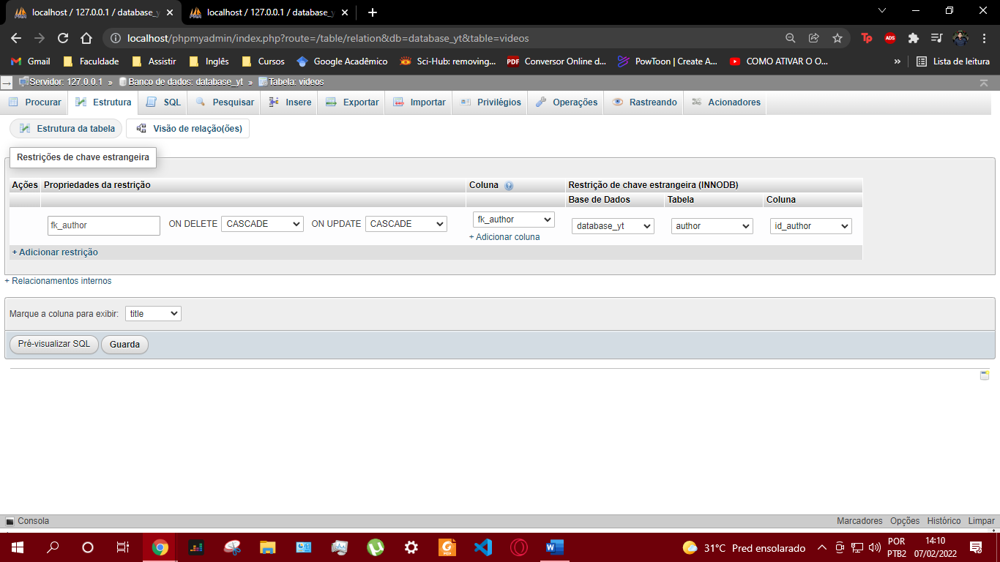 localhost / 127.0.0.1 / database_y
localhost / 127.0.0.1 / database_y
localhost/phpmyadmin/index.php?route=/table/relation&db=database_yt&table=videos
Tp
ADS
Gmail
Faculdade
Assistir
Inglês
Cursos
Google Acadêmico
Sci-Hub: removing...
PDF
Conversor Online d...
PowToon | Create A...
COMO ATIVAR O O...
»
Lista de leitura
Servidor: 127.0.0.1 » Banco de dados: database_yt » Tabela: videos
Procurar
Estrutura
SQL
Pesquisar
Insere
Exportar
Importar
Privilégios
Operações
Rastreando
Acionadores
Estrutura da tabela
Visão de relação(ões)
Restrições de chave estrangeira
Ações
Propriedades da restrição
Coluna
Restrição de chave estrangeira (INNODB)
Base de Dados
Tabela
Coluna
fk_author
ON DELETE
CASCADE
ON UPDATE
CASCADE
fk_author
+ Adicionar coluna
database_yt
author
id_author
+ Adicionar restrição
+ Relacionamentos internos
Marque a coluna para exibir:
title
Pré-visualizar SQL
Guarda
Consola
Marcadores
Opções
Histórico
Limpar
31°C Pred ensolarado
POR
PTB2
14:10
07/02/2022